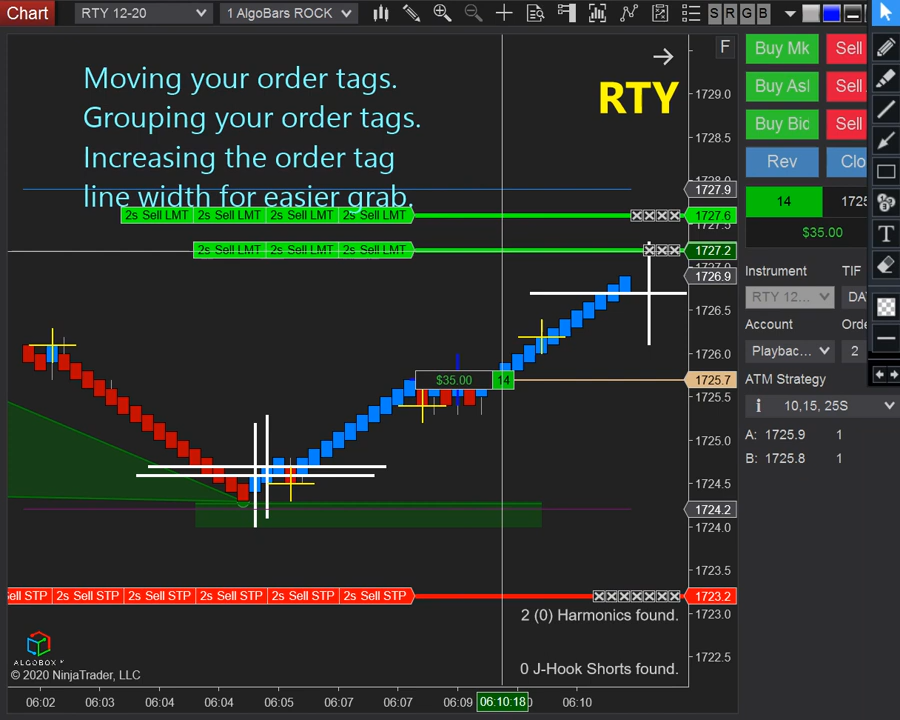 Chart
RTY 12-20
1 AlgoBars ROCK
S R G B
F
Moving your order tags.
Grouping your order tags.
Increasing the order tag
line width for easier grab.
RTY
2s Sell LMT 2s Sell LMT 2s Sell LMT 2s Sell LMT
2s Sell LMT 2s Sell LMT 2s Sell LMT
$35.00 14
Sell STP 2s Sell STP 2s Sell STP 2s Sell STP 2s Sell STP 2s Sell STP
2 (0) Harmonics found.
0 J-Hook Shorts found.
ALGOBOX
© 2020 NinjaTrader, LLC
1729.0
1728.5
1727.9
1727.6
1727.2
1726.9
1726.5
1726.0
1725.7
1725.5
1725.0
1724.5
1724.2
1724.0
1723.5
1723.2
1723.0
1722.5
06:02 06:03 06:04 06:04 06:05 06:07 06:07 06:09 06:10:18 06:10
Buy Mk Sell
Buy Sell
Buy Bid Sell
Rev Clo
14 1725
$35.00
Instrument TIF
RTY 12... DA
Account Orde
Playbac... 2
ATM Strategy
10,15, 25S
A: 1725.9 1
B: 1725.8 1
T